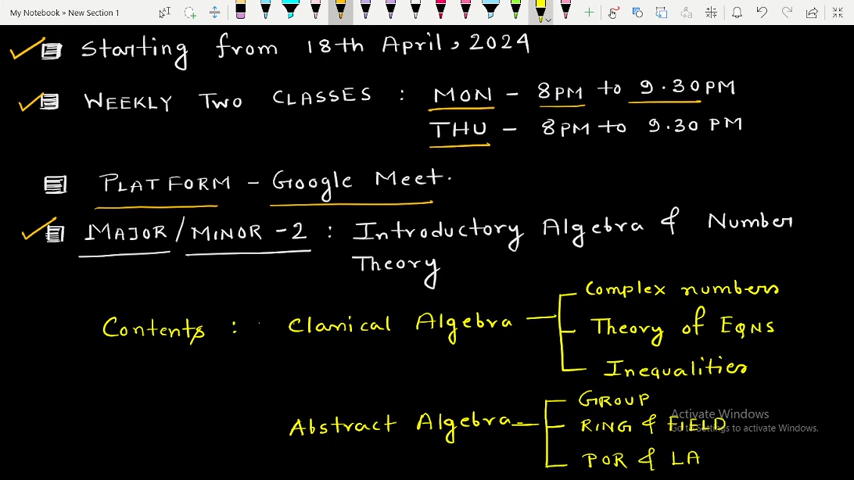 My Notebook » New Section 1
Starting from 18th April, 2024
WEEKLY TWO CLASSES : MON - 8PM to 9.30PM
THU - 8PM to 9.30 PM
PLATFORM - Google Meet.
MAJOR/MINOR-2 : Introductory Algebra & Number
Theory
Contents : Classical Algebra
Complex numbers
Theory of EQNS
Inequalities
Abstract Algebra
GROUP
RING & FIELD
POR & LA
Activate Windows
Go to Settings to activate Windows.